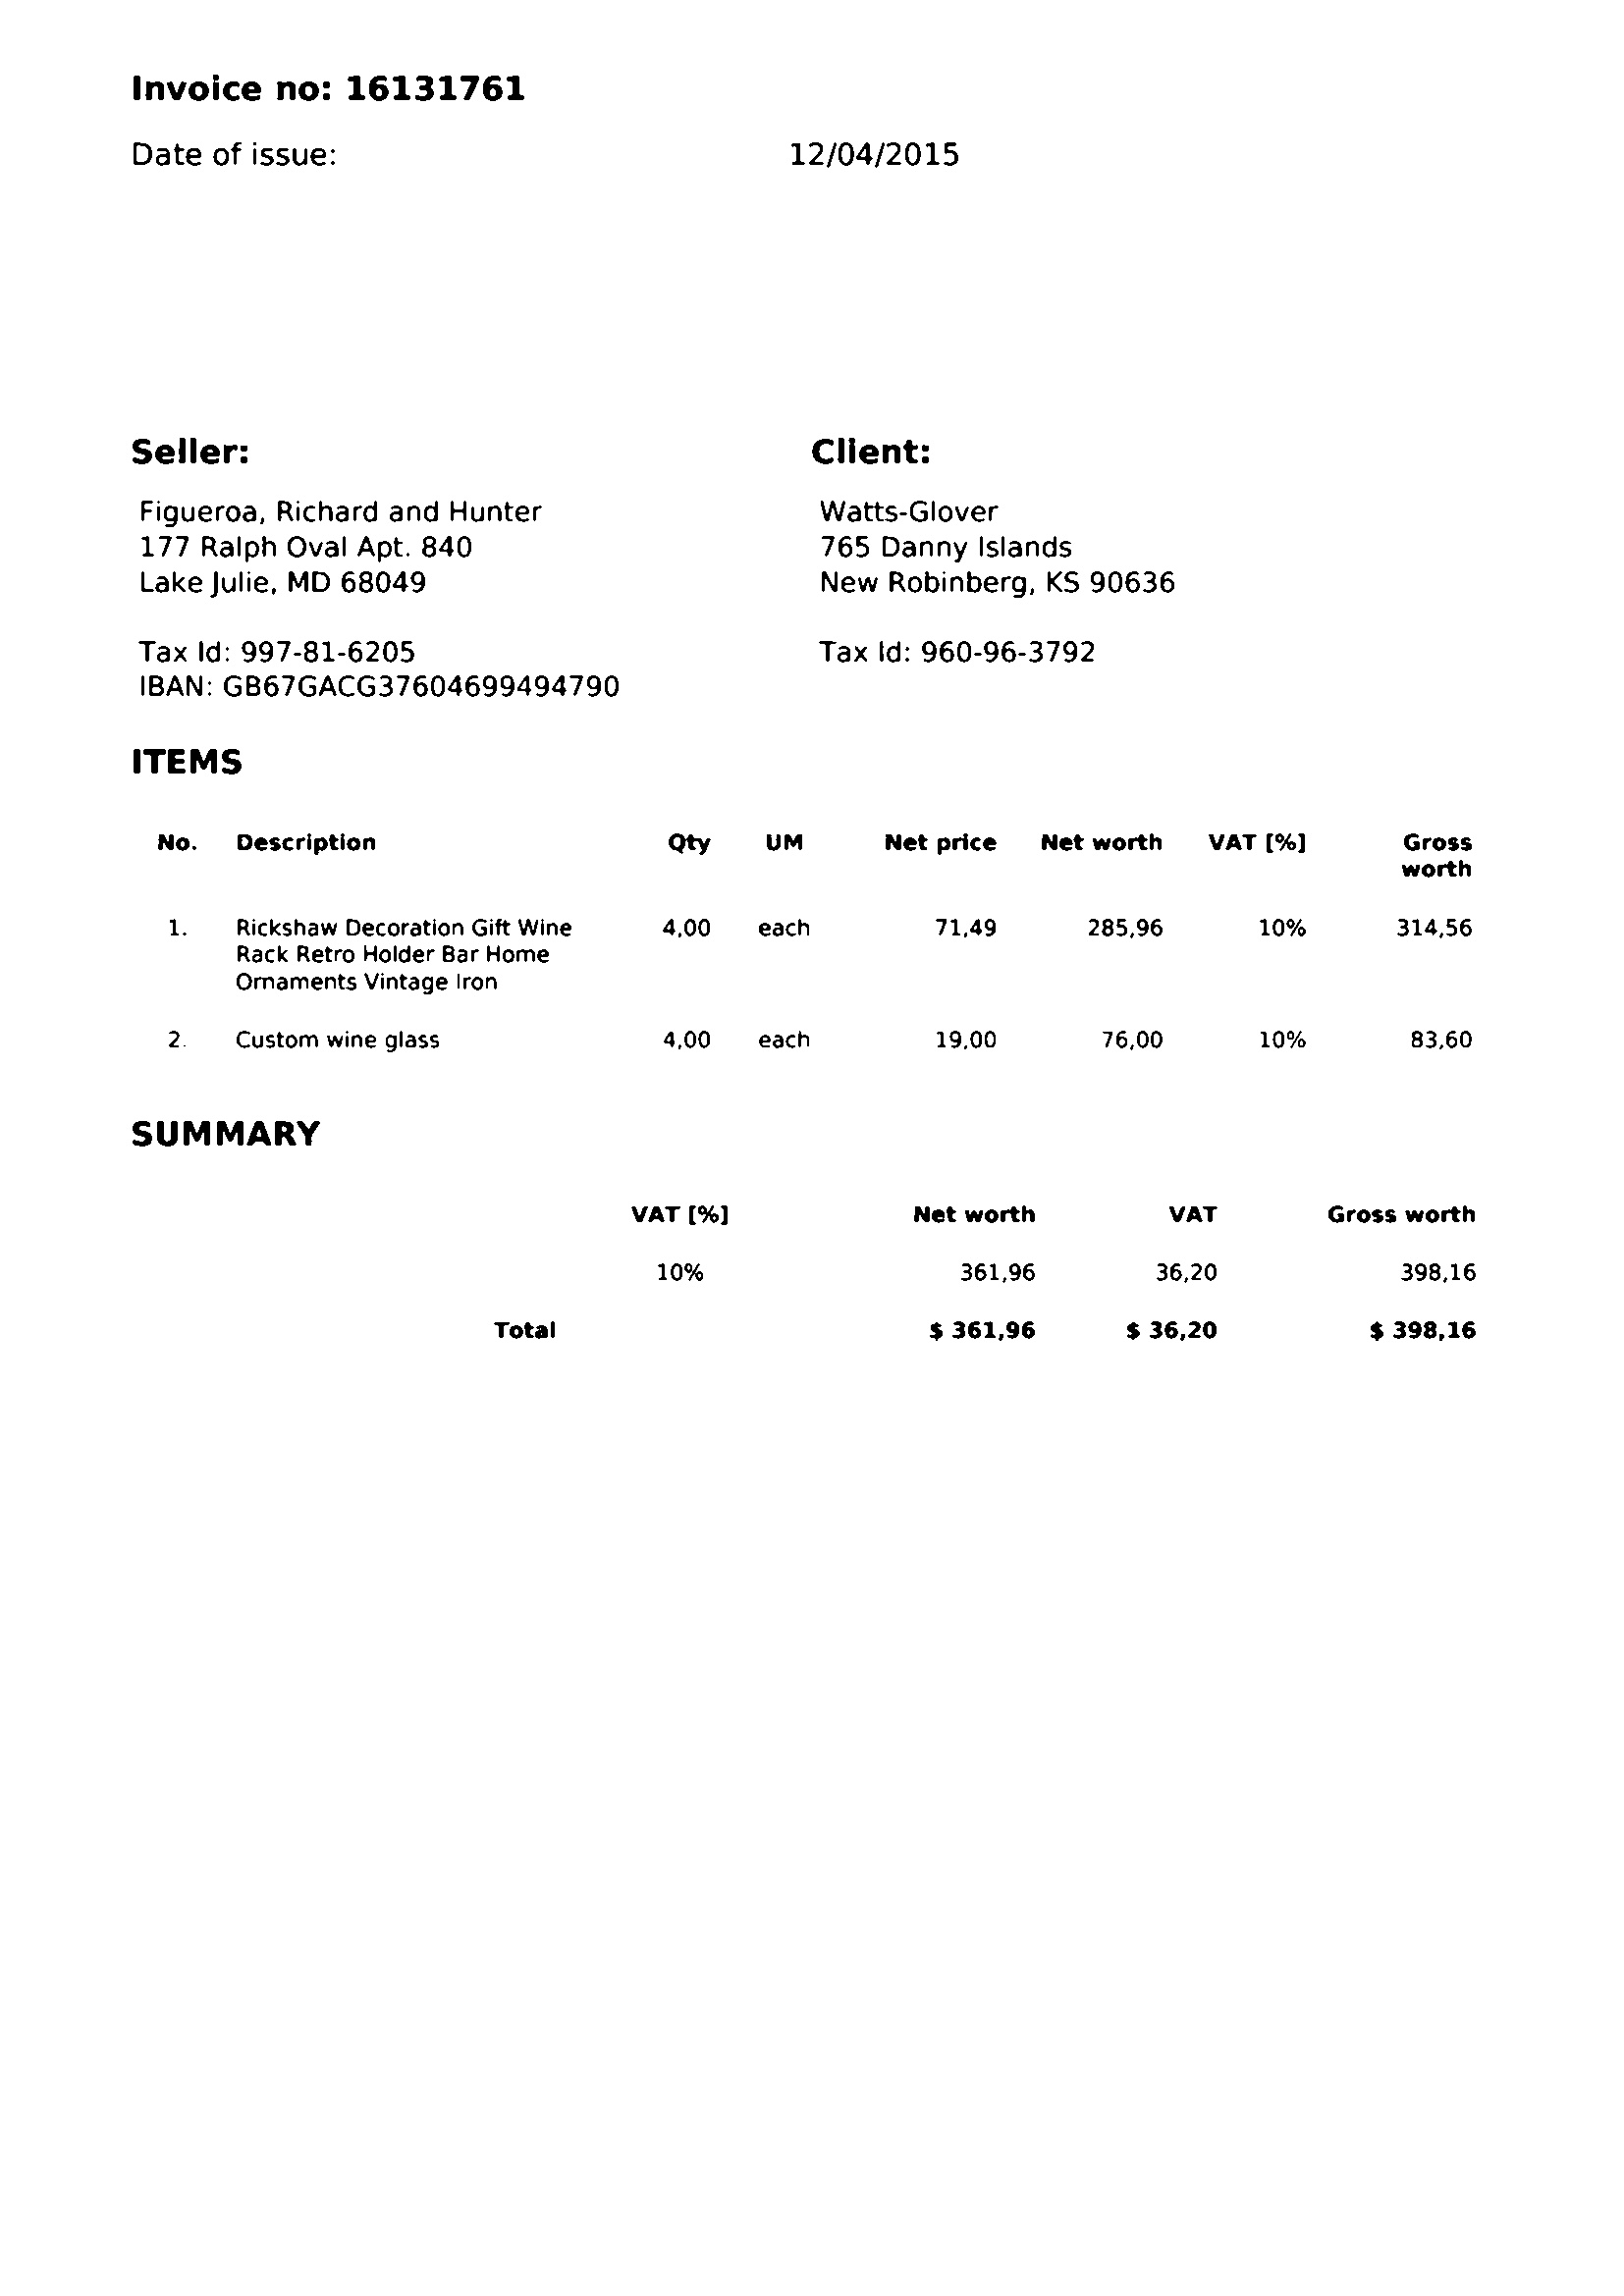 Invoice no: 16131761
Date of issue: 12/04/2015
Seller:
Figueroa, Richard and Hunter
177 Ralph Oval Apt. 840
Lake Julie, MD 68049
Tax Id: 997-81-6205
IBAN: GB67GACG37604699494790
Client:
Watts-Glover
765 Danny Islands
New Robinberg, KS 90636
Tax Id: 960-96-3792
ITEMS
No. Description Qty UM Net price Net worth VAT [%] Gross
worth
1. Rickshaw Decoration Gift Wine 4,00 each 71,49 285,96 10% 314,56
Rack Retro Holder Bar Home
Ornaments Vintage Iron
2. Custom wine glass 4,00 each 19,00 76,00 10% 83,60
SUMMARY
VAT [%] Net worth VAT Gross worth
10% 361,96 36,20 398,16
Total $ 361,96 $ 36,20 $ 398,16